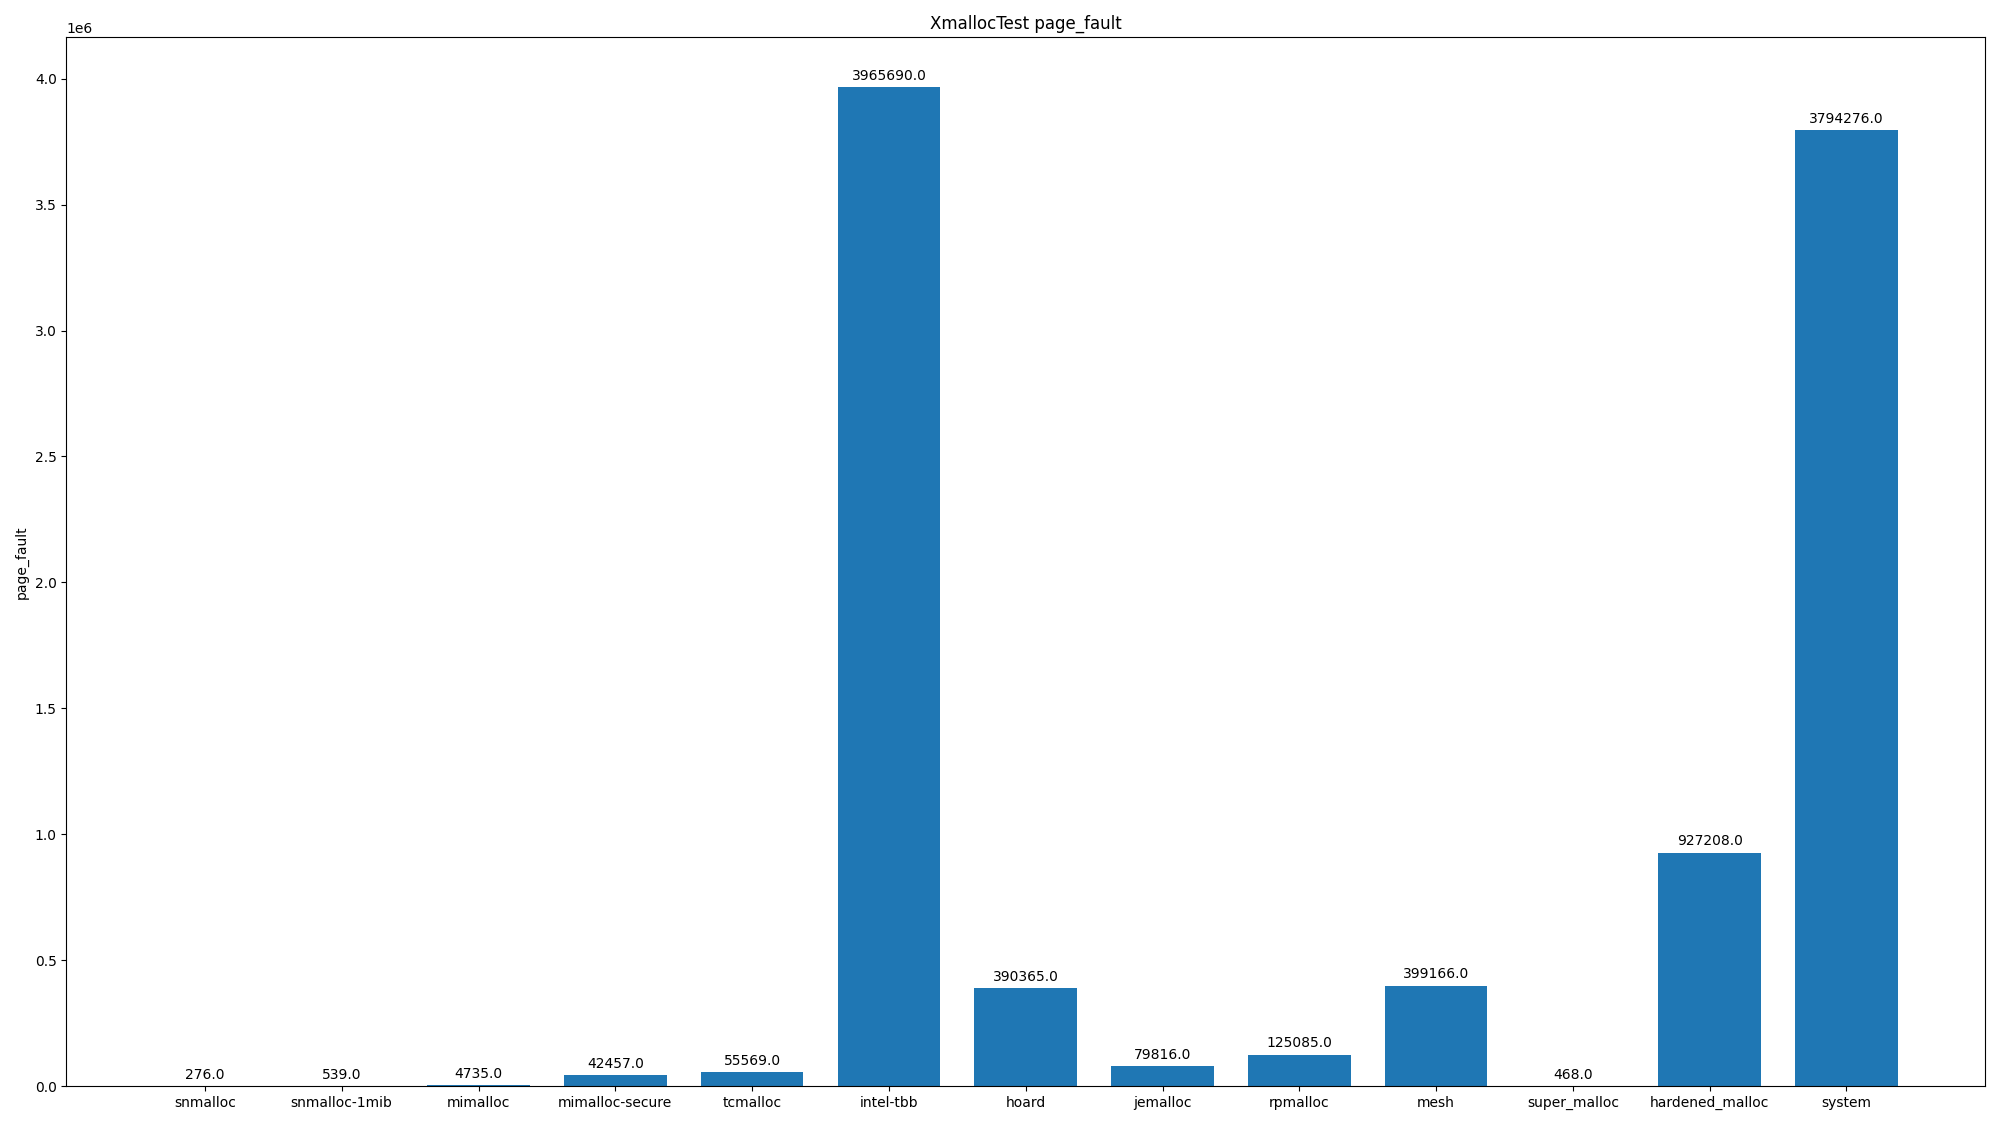 XmallocTest page_fault
1e6
4.0
3.5
3.0
2.5
2.0
1.5
1.0
0.5
0.0
page_fault
276.0
539.0
4735.0
42457.0
55569.0
3965690.0
390365.0
79816.0
125085.0
399166.0
468.0
927208.0
3794276.0
snmalloc
snmalloc-1mib
mimalloc
mimalloc-secure
tcmalloc
intel-tbb
hoard
jemalloc
rpmalloc
mesh
super_malloc
hardened_malloc
system